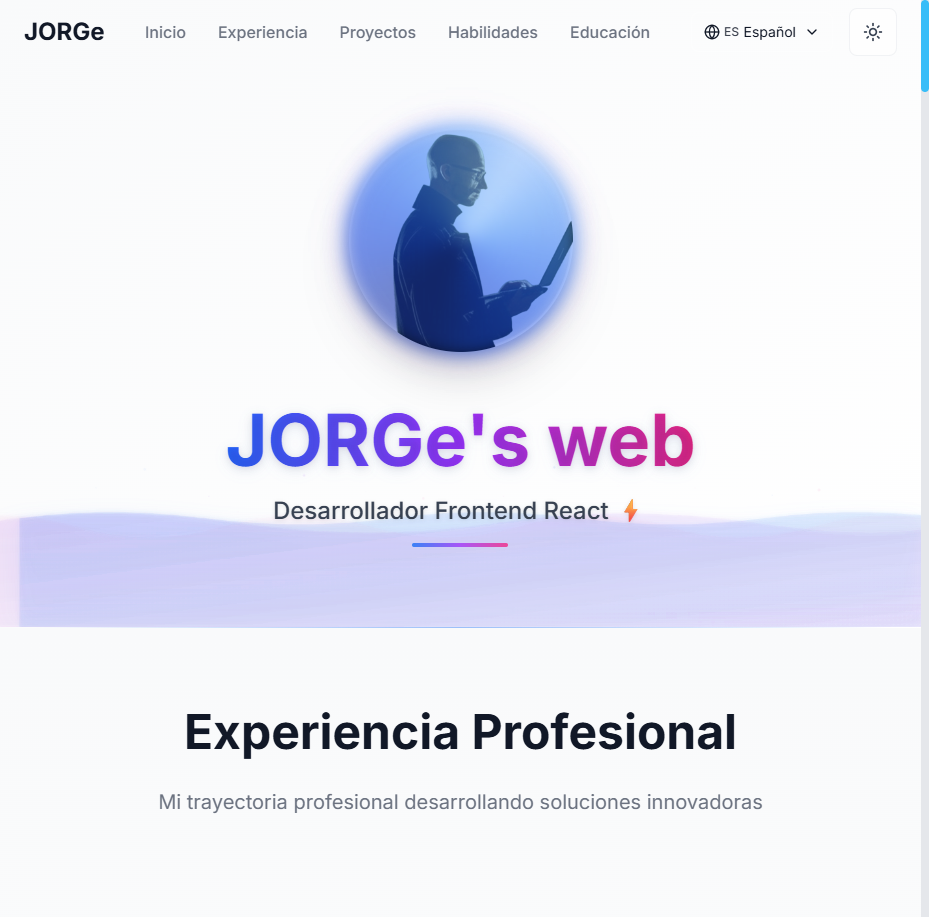 JORGe Inicio Experiencia Proyectos Habilidades Educación ES Español
JORGe's web
Desarrollador Frontend React ⚡
Experiencia Profesional
Mi trayectoria profesional desarrollando soluciones innovadoras